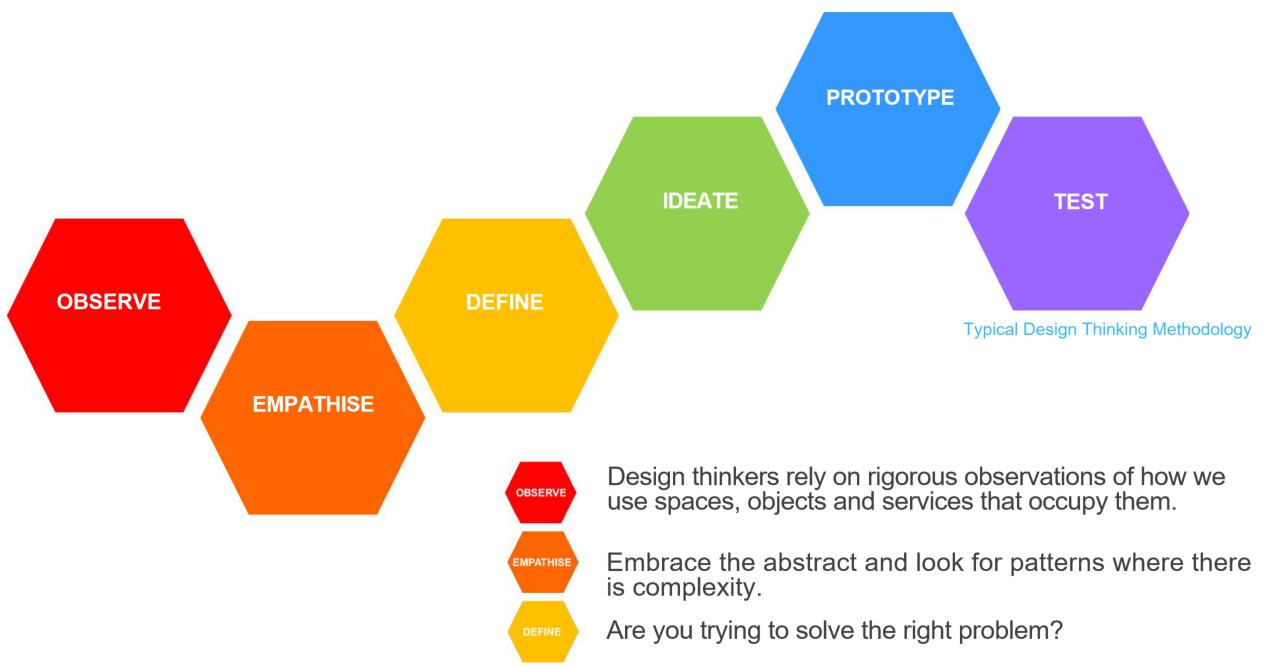 PROTOTYPE
IDEATE
TEST
OBSERVE
DEFINE
EMPATHISE
Typical Design Thinking Methodology
OBSERVE
Design thinkers rely on rigorous observations of how we
use spaces, objects and services that occupy them.
EMPATHISE
Embrace the abstract and look for patterns where there
is complexity.
DEFINE
Are you trying to solve the right problem?